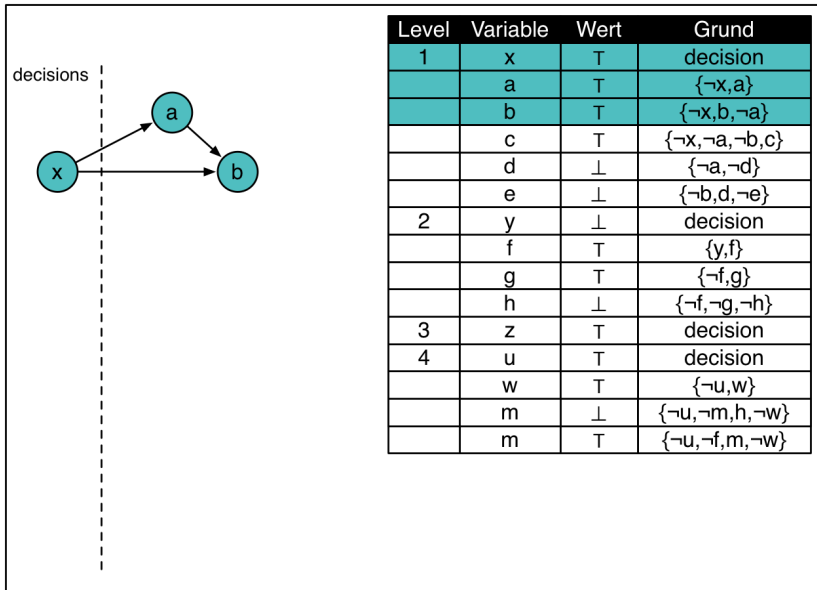 decisions
a
x
b
Level Variable Wert Grund
1 x ⊤ decision
a ⊤ {¬x,a}
b ⊤ {¬x,b,¬a}
c ⊤ {¬x,¬a,¬b,c}
d ⊥ {¬a,¬d}
e ⊥ {¬b,d,¬e}
2 y ⊥ decision
f ⊤ {y,f}
g ⊤ {¬f,g}
h ⊥ {¬f,¬g,¬h}
3 z ⊤ decision
4 u ⊤ decision
w ⊤ {¬u,w}
m ⊥ {¬u,¬m,h,¬w}
m ⊤ {¬u,¬f,m,¬w}